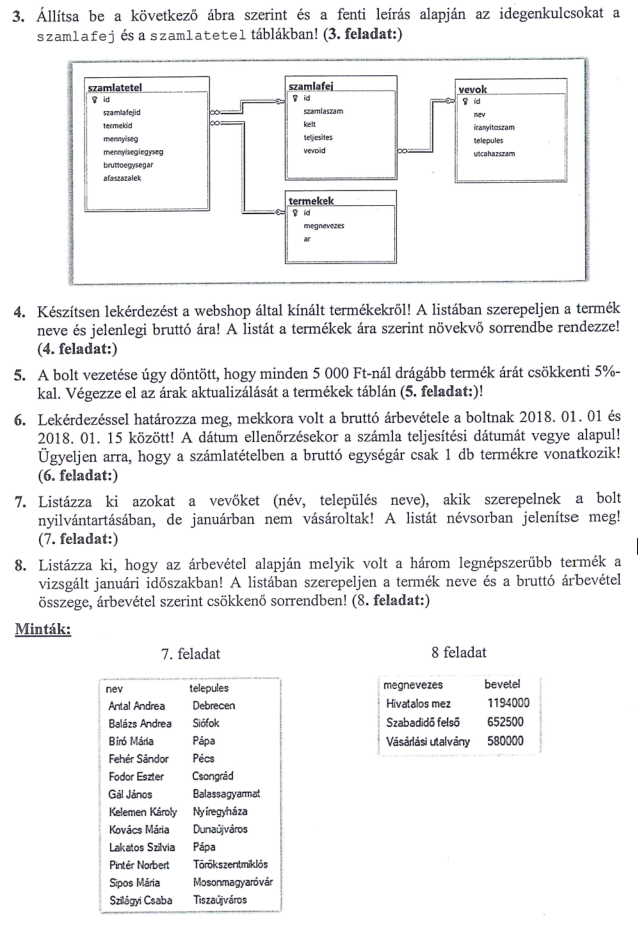 3. Állítsa be a következő ábra szerint és a fenti leírás alapján az idegenkulcsokat a
szamlafej és a szamlatetel táblákban! (3. feladat:)
szamlatetel
id
szamlafejid
termekid
mennyiseg
mennyisegiegyseg
bruttoegysegar
afaszazalek
szamlafej
id
szamlaszam
kelt
teljesites
vevoid
vevok
id
nev
iranyitoszam
telepules
utcahazszam
termekek
id
megnevezes
ar
4. Készítsen lekérdezést a webshop által kínált termékekről! A listában szerepeljen a termék
neve és jelenlegi bruttó ára! A listát a termékek ára szerint növekvő sorrendbe rendezze!
(4. feladat:)
5. A bolt vezetése úgy döntött, hogy minden 5 000 Ft-nál drágább termék árát csökkenti 5%-
kal. Végezze el az árak aktualizálását a termékek táblán (5. feladat:)!
6. Lekérdezéssel határozza meg, mekkora volt a bruttó árbevétele a boltnak 2018. 01. 01 és
2018. 01. 15 között! A dátum ellenőrzésekor a számla teljesítési dátumát vegye alapul!
Ügyeljen arra, hogy a számlatételben a bruttó egységár csak 1 db termékre vonatkozik!
(6. feladat:)
7. Listázza ki azokat a vevőket (név, település neve), akik szerepelnek a bolt
nyilvántartásában, de januárban nem vásároltak! A listát névsorban jelenítse meg!
(7. feladat:)
8. Listázza ki, hogy az árbevétel alapján melyik volt a három legnépszerűbb termék a
vizsgált januári időszakban! A listában szerepeljen a termék neve és a bruttó árbevétel
összege, árbevétel szerint csökkenő sorrendben! (8. feladat:)
Minták:
7. feladat
nev telepules
Antal Andrea Debrecen
Balázs Andrea Siófok
Bíró Mária Pápa
Fehér Sándor Pécs
Fodor Eszter Csongrád
Gál János Balassagyarmat
Kelemen Károly Nyíregyháza
Kovács Mária Dunaújváros
Lakatos Szilvia Pápa
Pintér Norbert Törökszentmiklós
Sipos Mária Mosonmagyaróvár
Szilágyi Csaba Tiszaújváros
8 feladat
megnevezes bevetel
Hivatalos mez 1194000
Szabadidő felső 652500
Vásárlási utalvány 580000